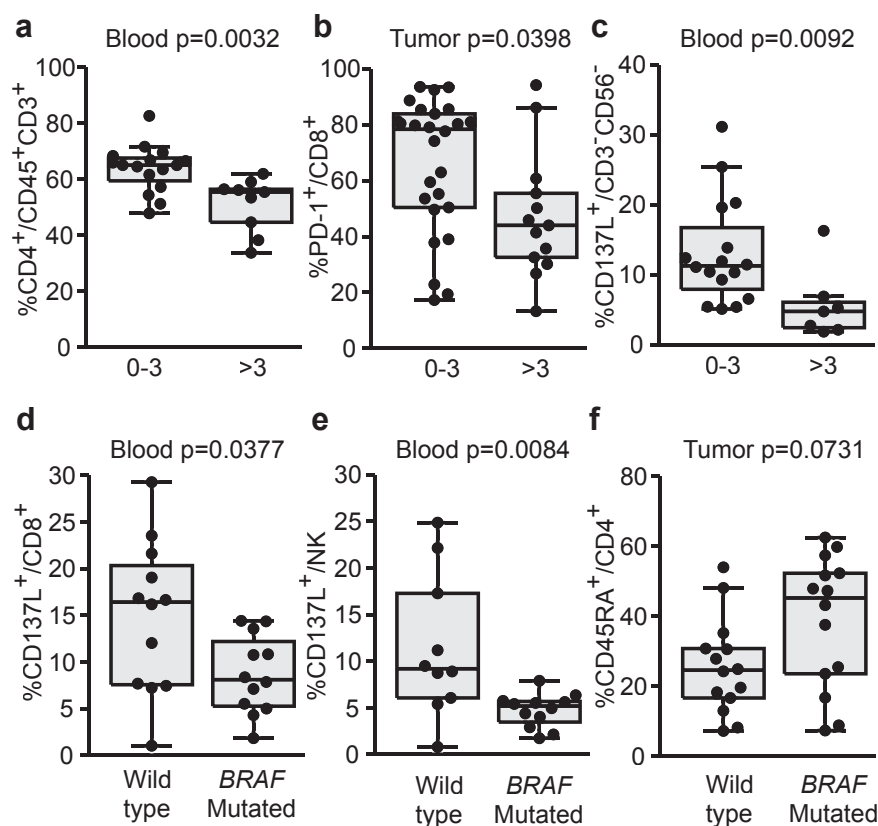 a
Blood p=0.0032
%CD4+/CD45+CD3+
100
80
60
40
20
0
0-3
>3
b
Tumor p=0.0398
%PD-1+/CD8+
100
80
60
40
20
0
0-3
>3
c
Blood p=0.0092
%CD137L+/CD3-CD56-
40
30
20
10
0
0-3
>3
d
Blood p=0.0377
%CD137L+/CD8+
30
25
20
15
10
5
0
Wild
type
BRAF
Mutated
e
Blood p=0.0084
%CD137L+/NK
30
25
20
15
10
5
0
Wild
type
BRAF
Mutated
f
Tumor p=0.0731
%CD45RA+/CD4+
80
60
40
20
0
Wild
type
BRAF
Mutated